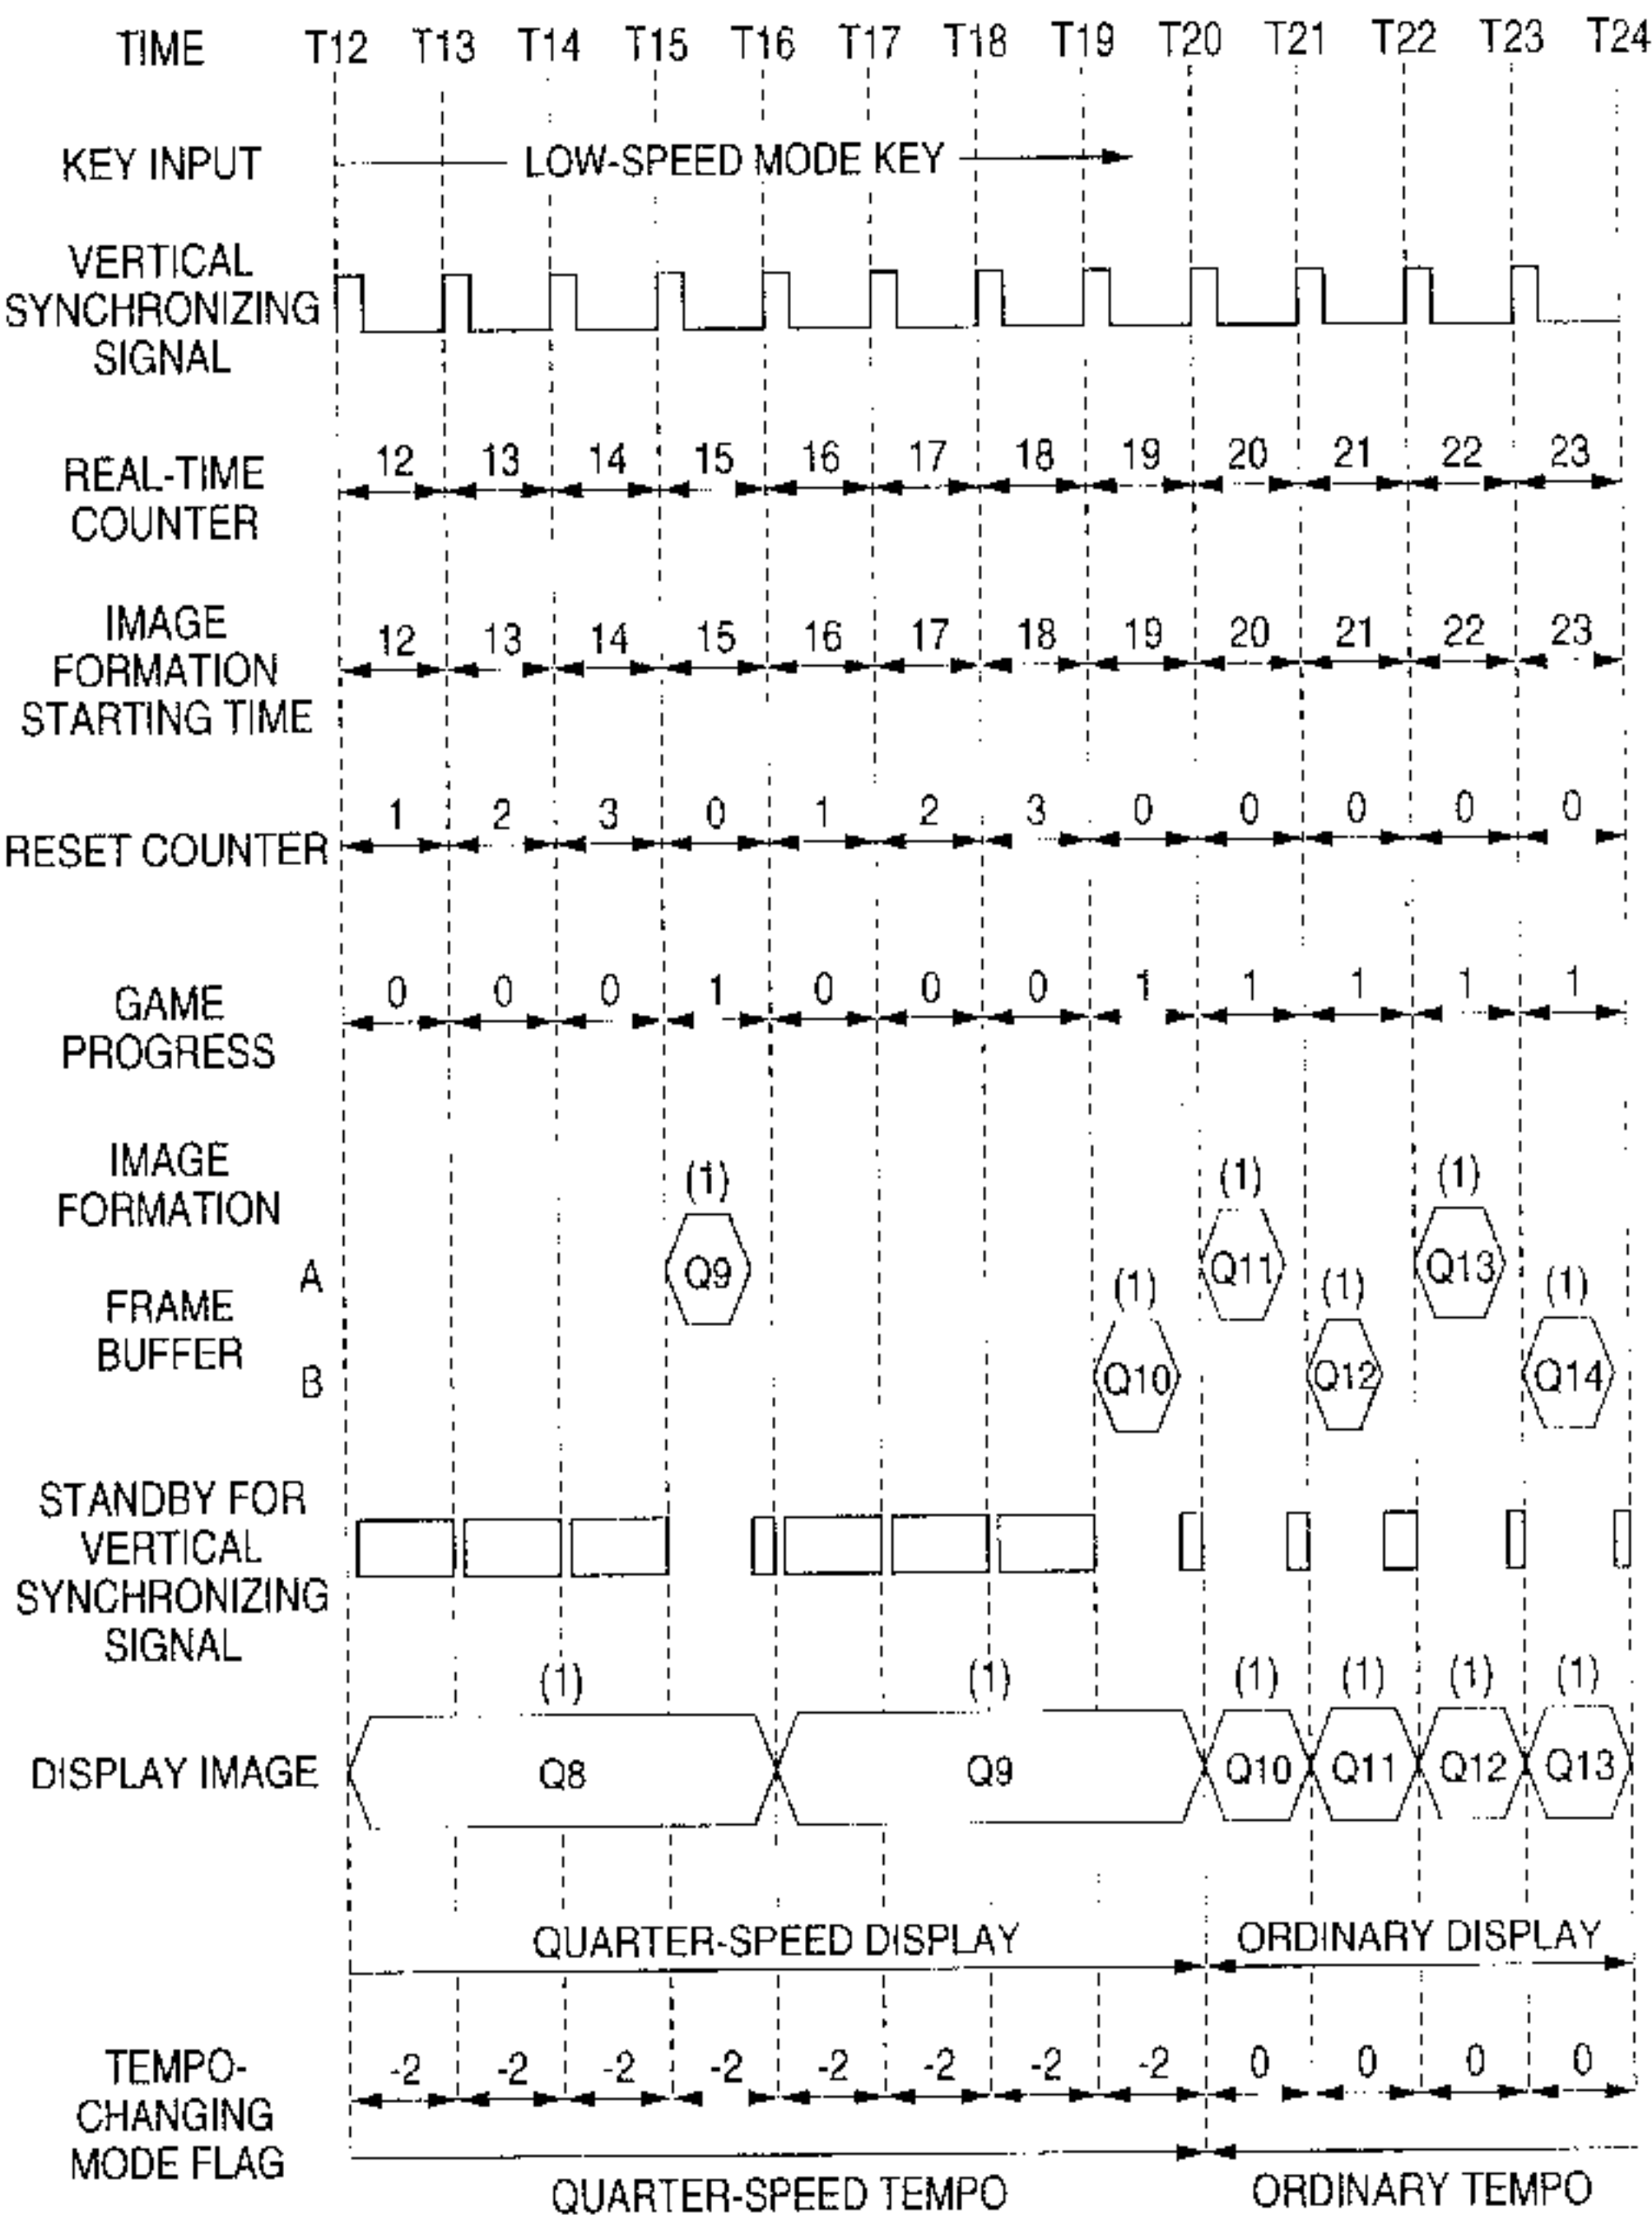 TIME T12 T13 T14 T15 T16 T17 T18 T19 T20 T21 T22 T23 T24
KEY INPUT LOW-SPEED MODE KEY
VERTICAL
SYNCHRONIZING
SIGNAL
12 13 14 15 16 17 18 19 20 21 22 23
REAL-TIME
COUNTER
IMAGE
FORMATION
STARTING TIME
12 13 14 15 16 17 18 19 20 21 22 23
RESET COUNTER
1 2 3 0 1 2 3 0 0 0 0 0
GAME
PROGRESS
0 0 0 1 0 0 0 1 1 1 1 1
IMAGE
FORMATION
(1) (1) (1)
A Q9 Q11 Q13
FRAME
BUFFER
(1) (1) (1)
B Q10 Q12 Q14
STANDBY FOR
VERTICAL
SYNCHRONIZING
SIGNAL
(1) (1) (1) (1) (1) (1)
DISPLAY IMAGE Q8 Q9 Q10 Q11 Q12 Q13
QUARTER-SPEED DISPLAY ORDINARY DISPLAY
TEMPO-
CHANGING
MODE FLAG
-2 -2 -2 -2 -2 -2 -2 -2 0 0 0 0
QUARTER-SPEED TEMPO ORDINARY TEMPO